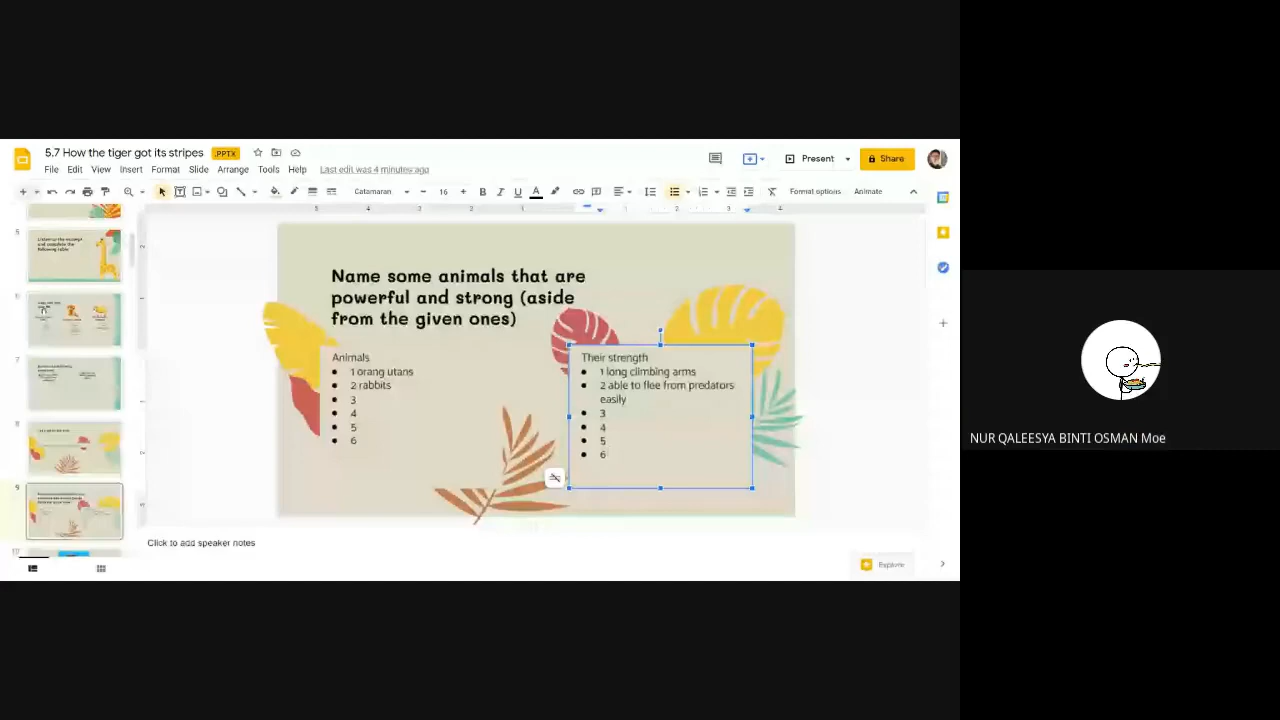 5.7 How the tiger got its stripes .PPTX
File Edit View Insert Format Slide Arrange Tools Help Last edit was 4 minutes ago
Present
Share
Catamaran
16
Format options
Animate
Name some animals that are
powerful and strong (aside
from the given ones)
Animals
1 orang utans
2 rabbits
3
4
5
6
Their strength
1 long climbing arms
2 able to flee from predators
easily
3
4
5
6
Click to add speaker notes
Explore
NUR QALEESYA BINTI OSMAN Moe